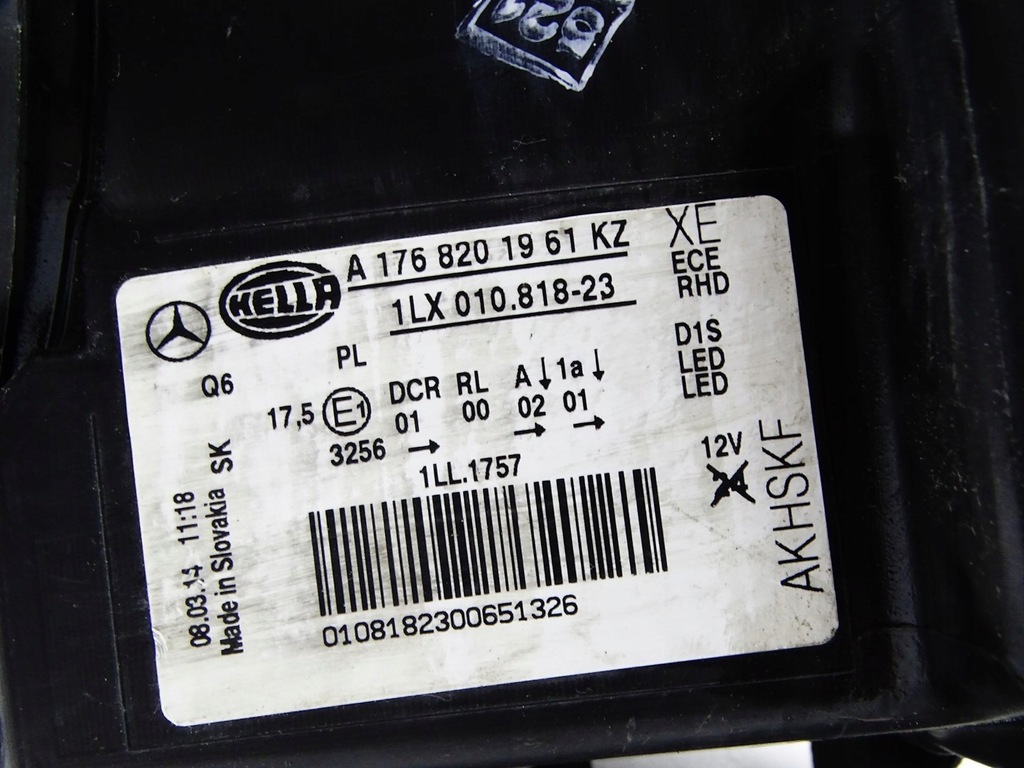 022
HELLA
A 176 820 19 61 KZ
XE
1LX 010.818-23
ECE
RHD
D1S
LED
LED
Q6
PL
17,5 E1 DCR RL A↓ 1a↓
01 00 02 01
3256 → → →
1LL.1757
12V
AKHSKF
08.03.14 11:18
Made in Slovakia SK
0108182300651326